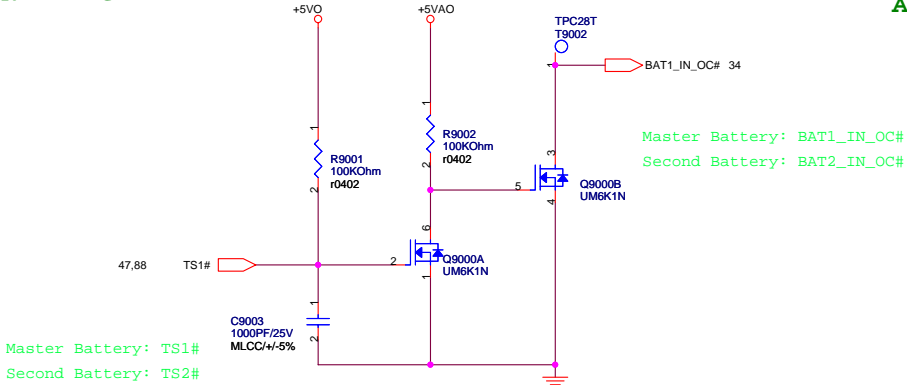 +5VO
+5VAO
TPC28T
T9002
A
1
BAT1_IN_OC# 34
1
R9001
100KOhm
r0402
2
1
R9002
100KOhm
r0402
2
Master Battery: BAT1_IN_OC#
Second Battery: BAT2_IN_OC#
3
5
4
Q9000B
UM6K1N
6
47,88
TS1#
2
Q9000A
UM6K1N
1
1
C9003
1000PF/25V
MLCC/+/-5%
2
Master Battery: TS1#
Second Battery: TS2#